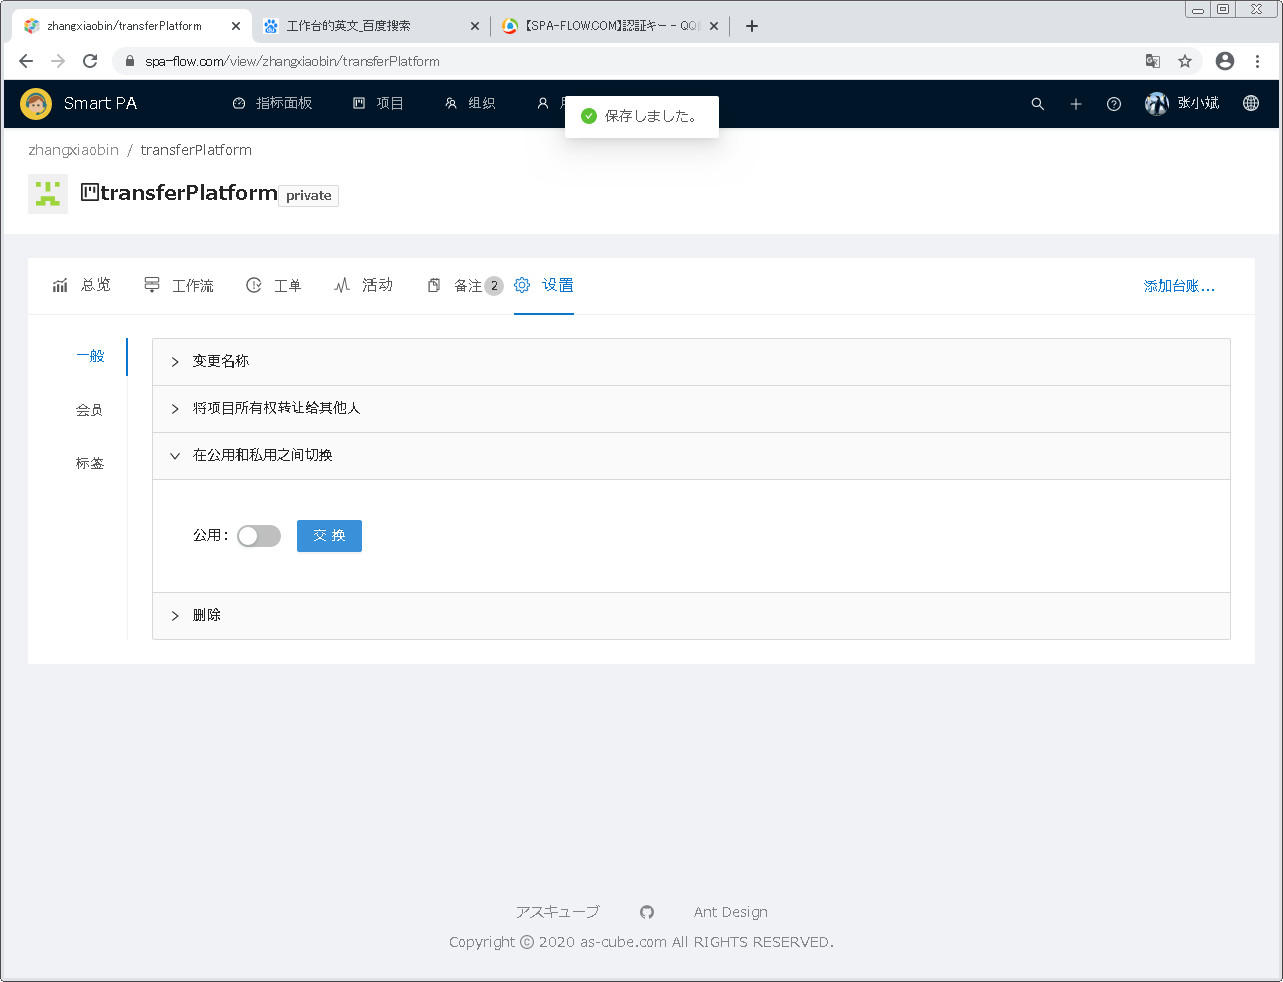 zhangxiaobin/transferPlatform
工作台的英文_百度搜索
【SPA-FLOW.COM】認証キー - QQ
spa-flow.com/view/zhangxiaobin/transferPlatform
Smart PA 指标面板 项目 组织 张小斌
保存しました。
zhangxiaobin / transferPlatform
transferPlatform private
总览 工作流 工单 活动 备注 2 设置 添加台账...
一般
会员
标签
变更名称
将项目所有权转让给其他人
在公用和私用之间切换
公用: 交 换
删除
アスキューブ Ant Design
Copyright © 2020 as-cube.com All RIGHTS RESERVED.